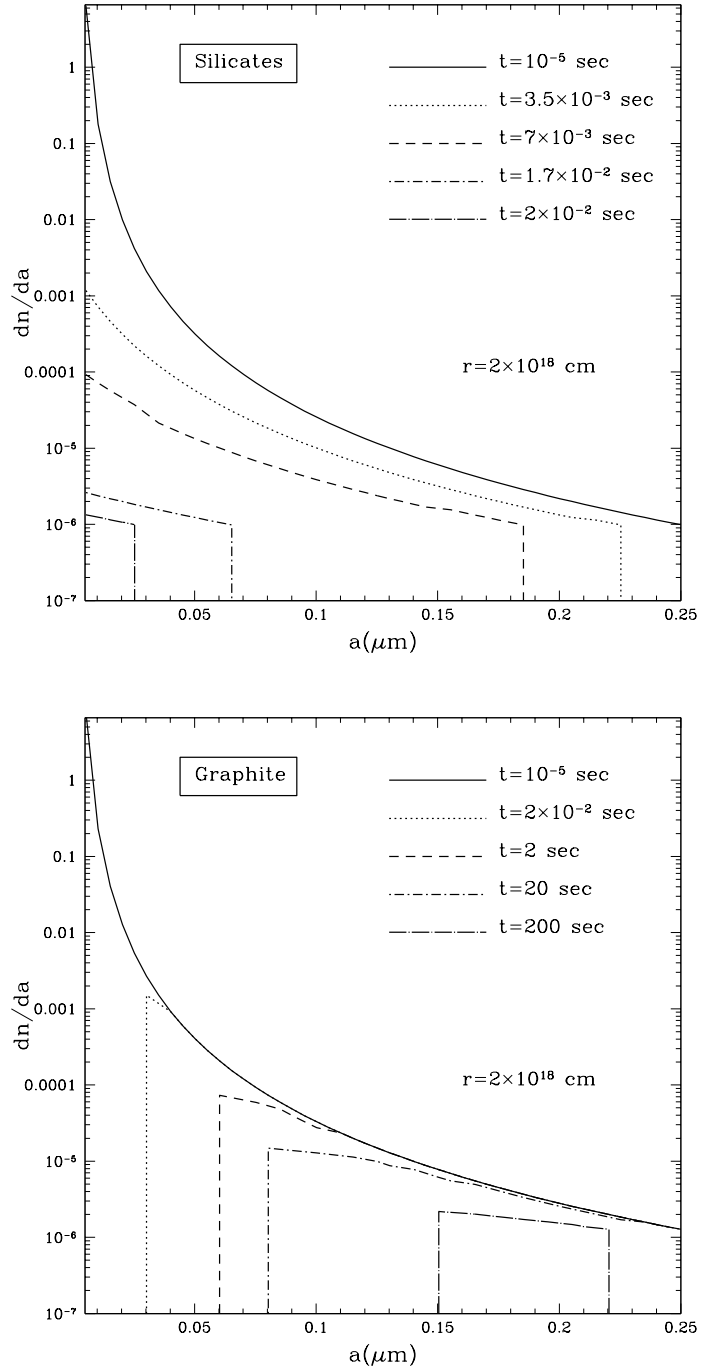 Silicates
t=10⁻⁵ sec
t=3.5×10⁻³ sec
t=7×10⁻³ sec
t=1.7×10⁻² sec
t=2×10⁻² sec
r=2×10¹⁸ cm
dn/da
1
0.1
0.01
0.001
0.0001
10⁻⁵
10⁻⁶
10⁻⁷
0.05 0.1 0.15 0.2 0.25
a(μm)
Graphite
t=10⁻⁵ sec
t=2×10⁻² sec
t=2 sec
t=20 sec
t=200 sec
r=2×10¹⁸ cm
dn/da
1
0.1
0.01
0.001
0.0001
10⁻⁵
10⁻⁶
10⁻⁷
0.05 0.1 0.15 0.2 0.25
a(μm)